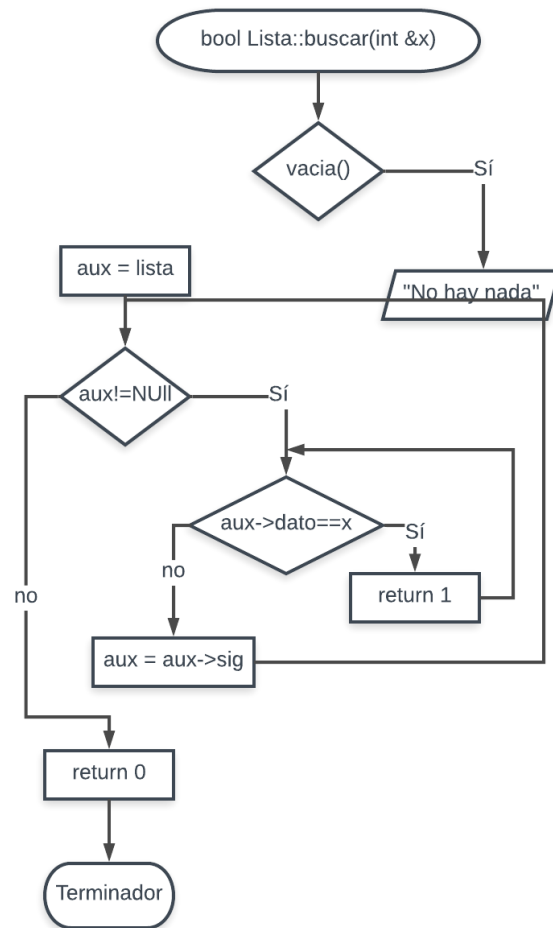 bool Lista::buscar(int &x)
vacia()
Sí
"No hay nada"
aux = lista
aux!=NUll
Sí
aux->dato==x
Sí
no
return 1
no
aux = aux->sig
return 0
Terminador